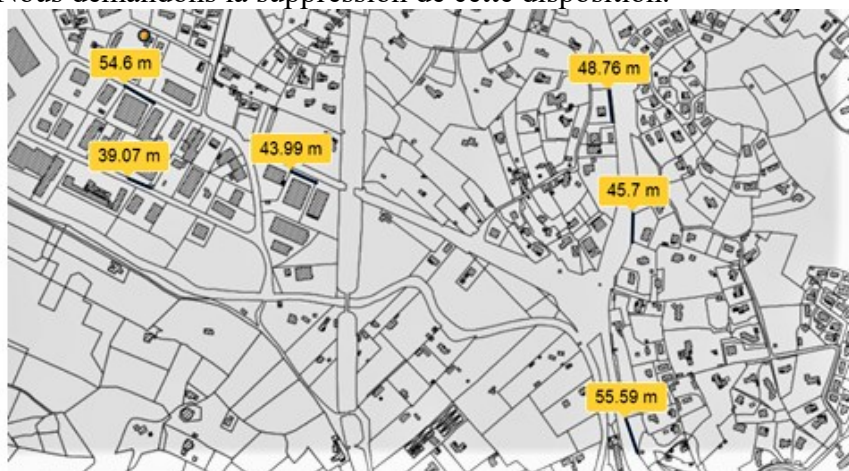 Nous demandons la suppression de cette disposition.
54.6 m
48.76 m
39.07 m
43.99 m
45.7 m
55.59 m